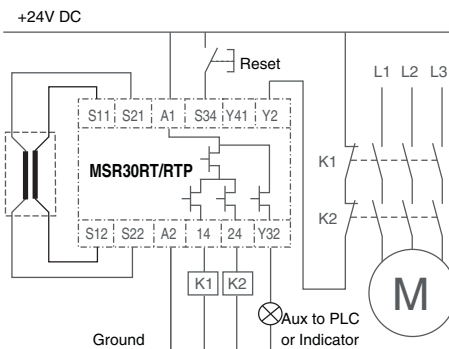 +24V DC
Reset
L1 L2 L3
S11 S21 A1 S34 Y41 Y2
MSR30RT/RTP
K1
K2
S12 S22 A2 14 24 Y32
K1 K2
M
Aux to PLC
Ground or Indicator